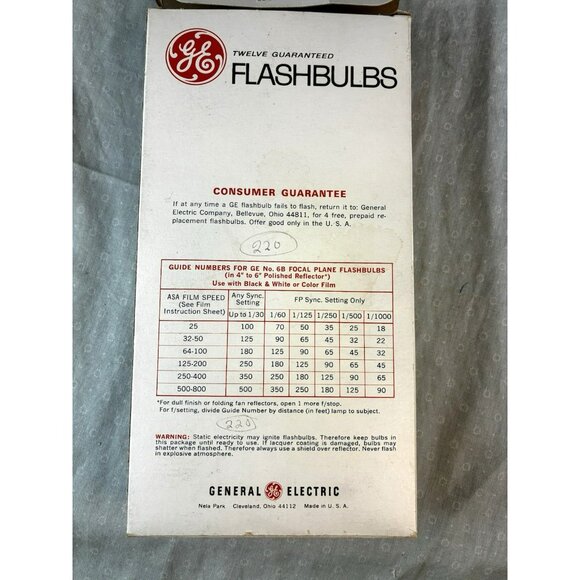 GE
TWELVE GUARANTEED
FLASHBULBS
CONSUMER GUARANTEE
If at any time a GE flashbulb fails to flash, return it to: General
Electric Company, Bellevue, Ohio 44811, for 4 free, prepaid re-
placement flashbulbs. Offer good only in the U. S. A.
220
GUIDE NUMBERS FOR GE No. 6B FOCAL PLANE FLASHBULBS
(in 4" to 6" Polished Reflector*)
Use with Black & White or Color Film
ASA FILM SPEED (See Film Instruction Sheet) Any Sync. Setting FP Sync. Setting Only
Up to 1/30 1/60 1/125 1/250 1/500 1/1000
25 100 70 50 35 25 18
32-50 125 90 65 45 32 22
64-100 180 125 90 65 45 32
125-200 250 180 125 90 65 45
250-400 350 250 180 125 90 65
500-800 500 350 250 180 125 90
*For dull finish or folding fan reflectors, open 1 more f/stop.
For f/setting, divide Guide Number by distance (in feet) lamp to subject.
220
WARNING: Static electricity may ignite flashbulbs. Therefore keep bulbs in
this package until ready to use. If lacquer coating is damaged, bulbs may
shatter when flashed. Therefore always use a shield over reflector. Never flash
in explosive atmosphere.
GENERAL GE ELECTRIC
Nela Park Cleveland, Ohio 44112 Made in U. S. A.